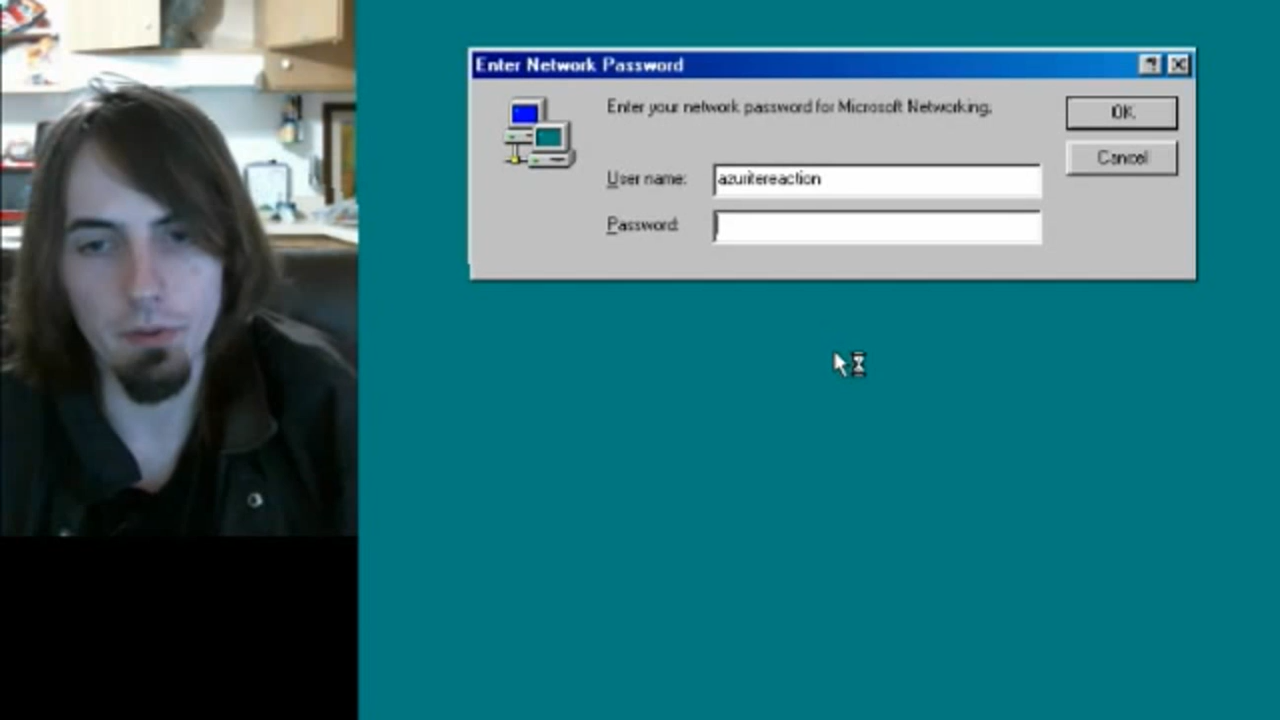 Enter Network Password
Enter your network password for Microsoft Networking.
OK
Cancel
User name: azuritereaction
Password: